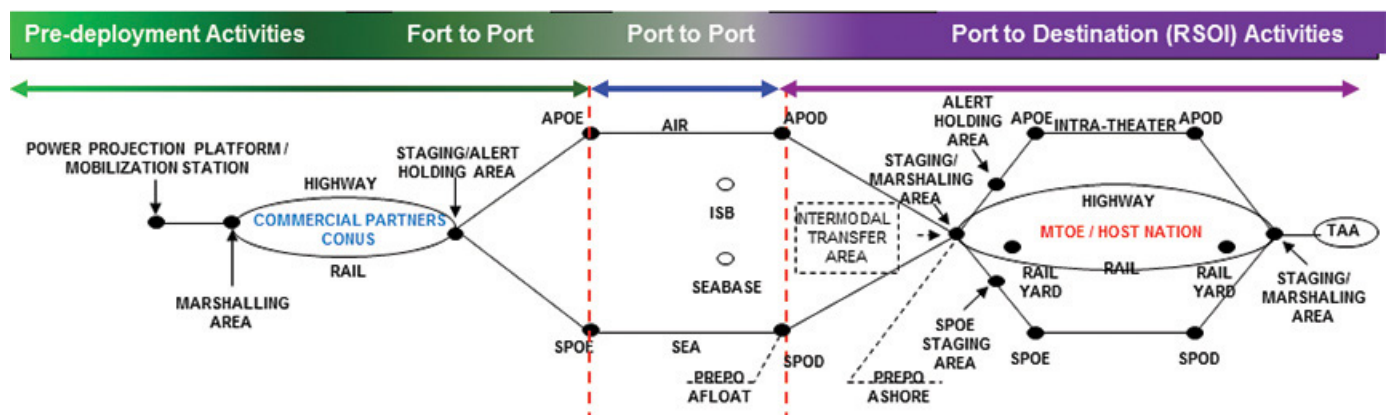 Pre-deployment Activities
Fort to Port
Port to Port
Port to Destination (RSOI) Activities
POWER PROJECTION PLATFORM /
MOBILIZATION STATION
MARSHALLING
AREA
HIGHWAY
COMMERCIAL PARTNERS
CONUS
RAIL
STAGING/ALERT
HOLDING AREA
APOE
AIR
APOD
ISB
SEABASE
SPOE
SEA
SPOD
PREPO
AFLOAT
INTERMODAL
TRANSFER
AREA
PREPO
ASHORE
STAGING/
MARSHALING
AREA
ALERT
HOLDING
AREA
APOE
INTRA-THEATER
APOD
HIGHWAY
MTOE / HOST NATION
RAIL
YARD
RAIL
RAIL
YARD
SPOE
STAGING
AREA
SPOE
SPOD
TAA
STAGING/
MARSHALING
AREA